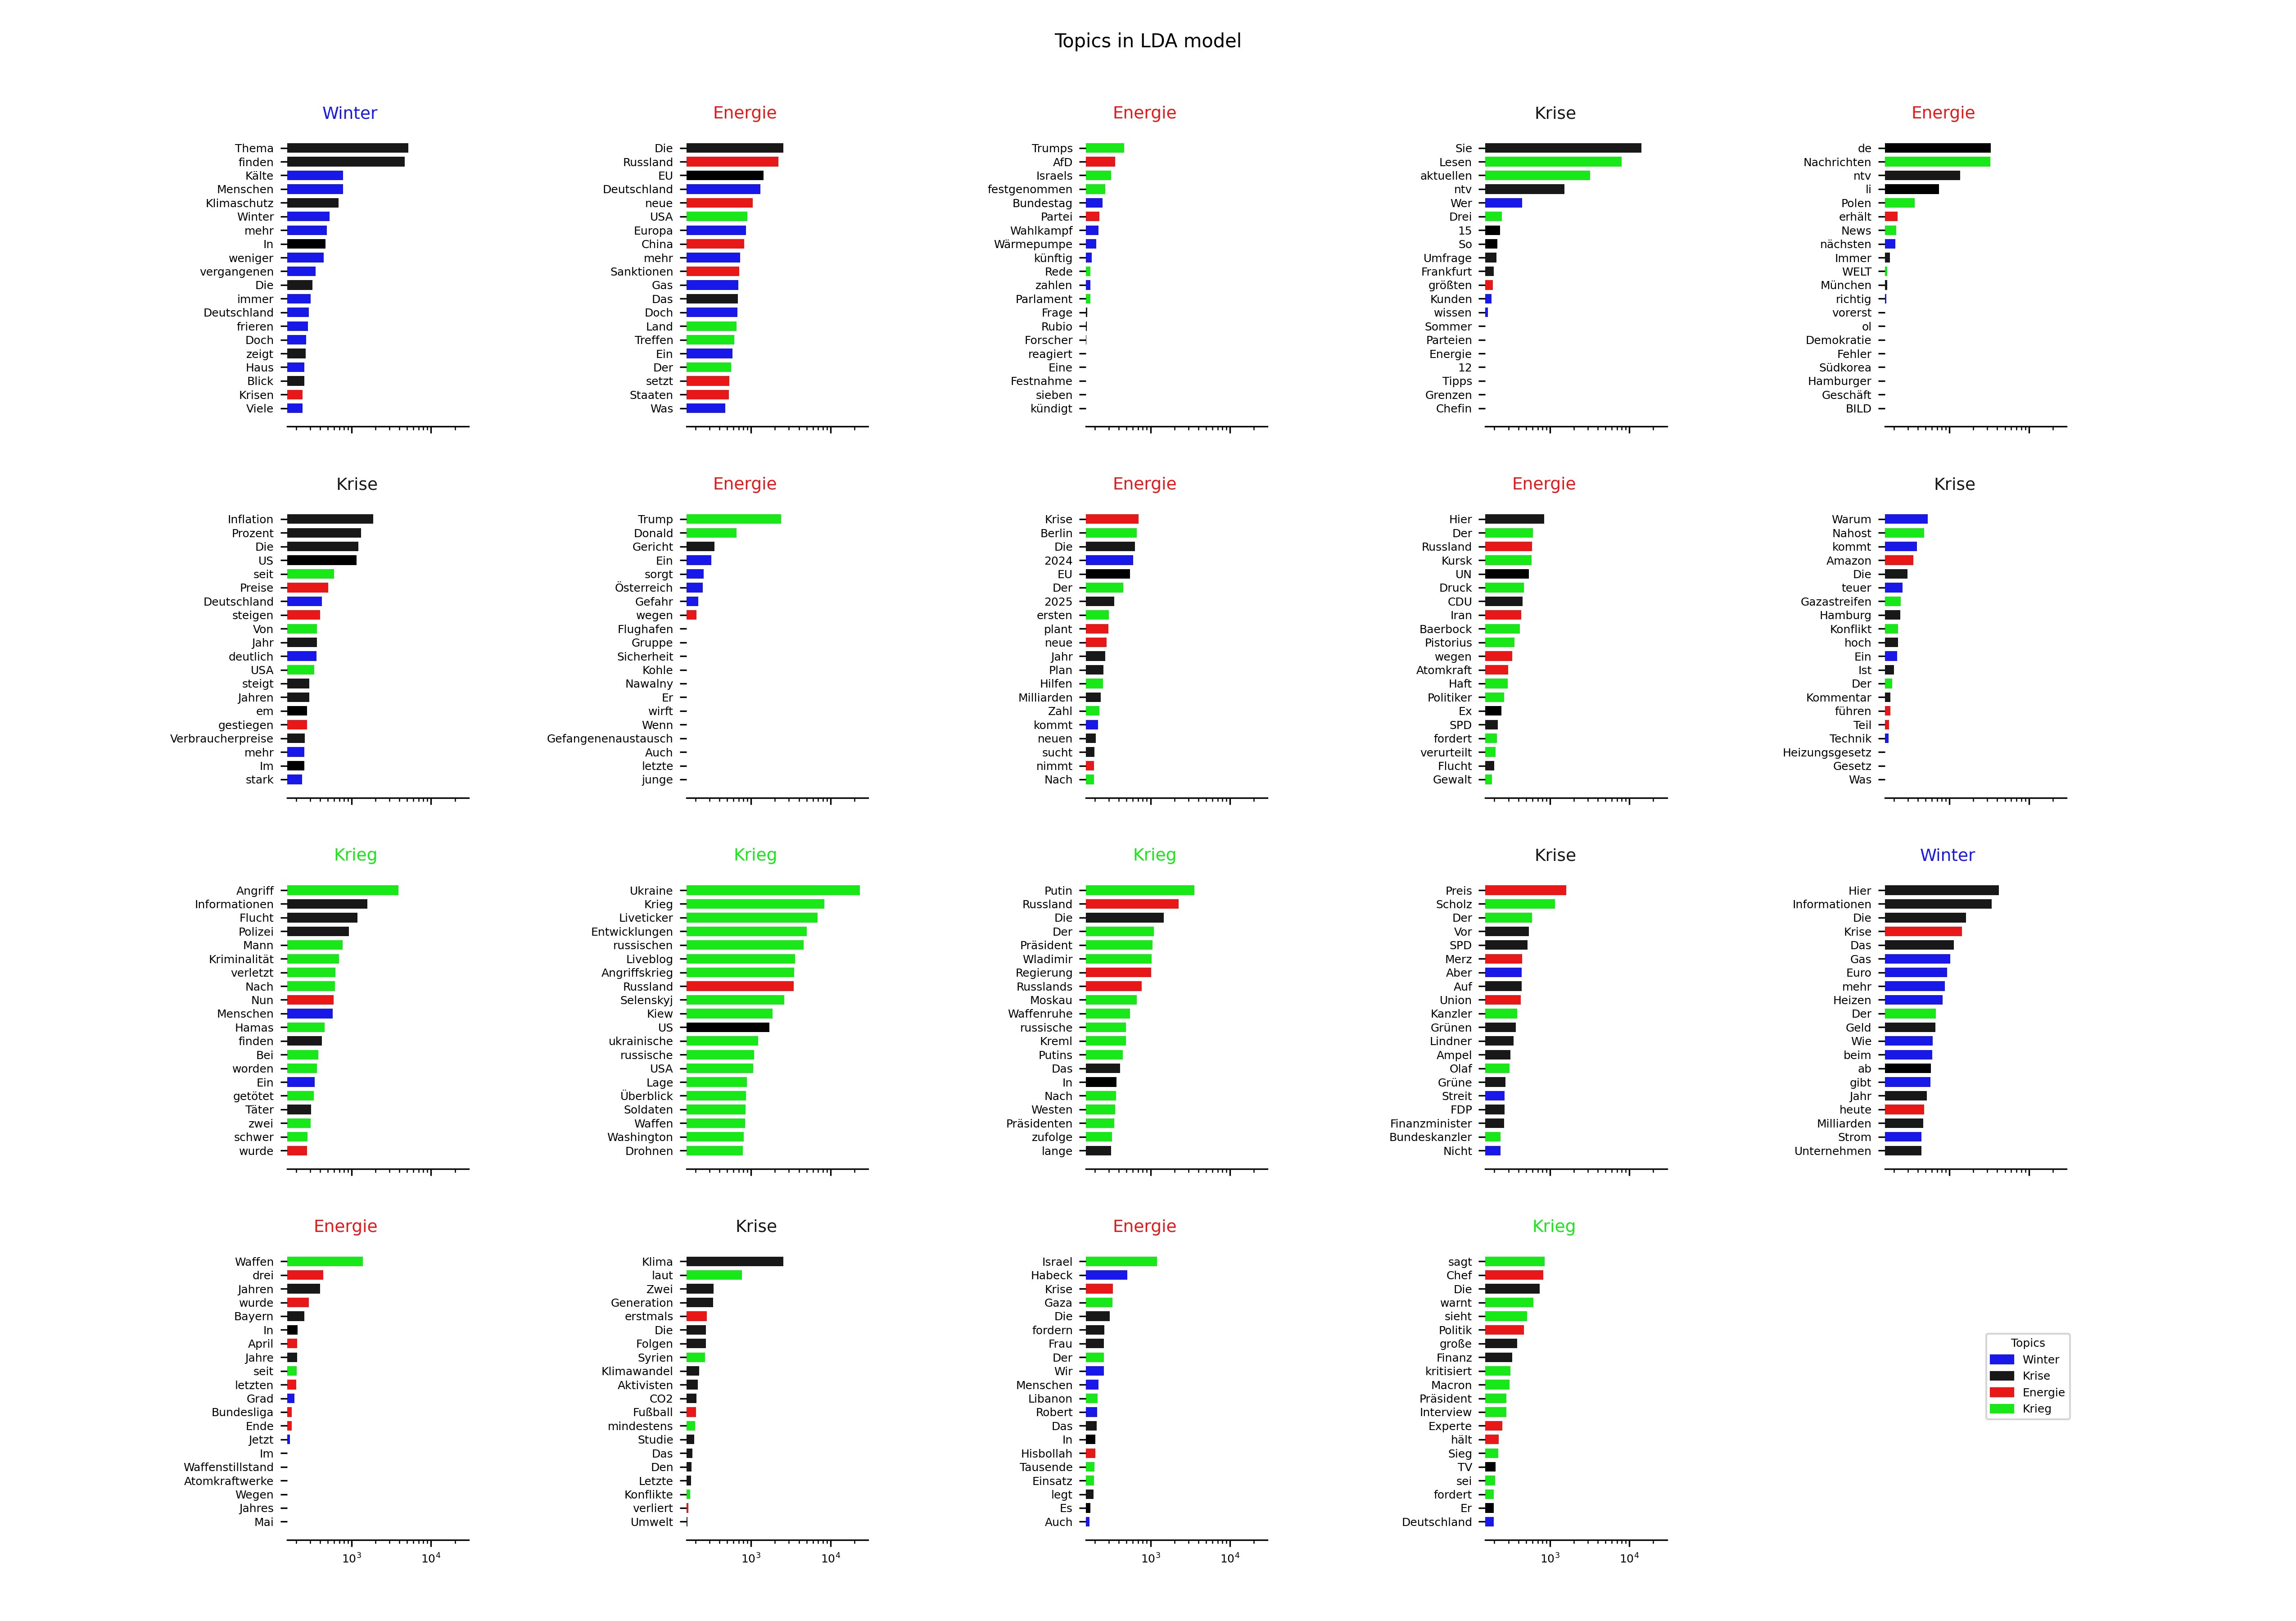 Topics in LDA model
Winter
Thema
finden
Kälte
Menschen
Klimaschutz
Winter
mehr
In
weniger
vergangenen
Die
immer
Deutschland
frieren
Doch
zeigt
Haus
Blick
Krisen
Viele
Energie
Die
Russland
EU
Deutschland
neue
USA
Europa
China
mehr
Sanktionen
Gas
Das
Doch
Land
Treffen
Ein
Der
setzt
Staaten
Was
Energie
Trumps
AfD
Israels
festgenommen
Bundestag
Partei
Wahlkampf
Wärmepumpe
künftig
Rede
zahlen
Parlament
Frage
Rubio
Forscher
reagiert
Eine
Festnahme
sieben
kündigt
Krise
Sie
Lesen
aktuellen
ntv
Wer
Drei
15
So
Umfrage
Frankfurt
größten
Kunden
wissen
Sommer
Parteien
Energie
12
Tipps
Grenzen
Chefin
Energie
de
Nachrichten
ntv
li
Polen
erhält
News
nächsten
Immer
WELT
München
richtig
vorerst
ol
Demokratie
Fehler
Südkorea
Hamburger
Geschäft
BILD
Krise
Inflation
Prozent
Die
US
seit
Preise
Deutschland
steigen
Von
Jahr
deutlich
USA
steigt
Jahren
em
gestiegen
Verbraucherpreise
mehr
Im
stark
Energie
Trump
Donald
Gericht
Ein
sorgt
Österreich
Gefahr
wegen
Flughafen
Gruppe
Sicherheit
Kohle
Nawalny
Er
wirft
Wenn
Gefangenenaustausch
Auch
letzte
junge
Energie
Krise
Berlin
Die
2024
EU
Der
2025
ersten
plant
neue
Jahr
Plan
Hilfen
Milliarden
Zahl
kommt
neuen
sucht
nimmt
Nach
Energie
Hier
Der
Russland
Kursk
UN
Druck
CDU
Iran
Baerbock
Pistorius
wegen
Atomkraft
Haft
Politiker
Ex
SPD
fordert
verurteilt
Flucht
Gewalt
Krise
Warum
Nahost
kommt
Amazon
Die
teuer
Gazastreifen
Hamburg
Konflikt
hoch
Ein
Ist
Der
Kommentar
führen
Teil
Technik
Heizungsgesetz
Gesetz
Was
Krieg
Angriff
Informationen
Flucht
Polizei
Mann
Kriminalität
verletzt
Nach
Nun
Menschen
Hamas
finden
Bei
worden
Ein
getötet
Täter
zwei
schwer
wurde
Krieg
Ukraine
Krieg
Liveticker
Entwicklungen
russischen
Liveblog
Angriffskrieg
Russland
Selenskyj
Kiew
US
ukrainische
russische
USA
Lage
Überblick
Soldaten
Waffen
Washington
Drohnen
Krieg
Putin
Russland
Die
Der
Präsident
Wladimir
Regierung
Russlands
Moskau
Waffenruhe
russische
Kreml
Putins
Das
In
Nach
Westen
Präsidenten
zufolge
lange
Krise
Preis
Scholz
Der
Vor
SPD
Merz
Aber
Auf
Union
Kanzler
Grünen
Lindner
Ampel
Olaf
Grüne
Streit
FDP
Finanzminister
Bundeskanzler
Nicht
Winter
Hier
Informationen
Die
Krise
Das
Gas
Euro
mehr
Heizen
Der
Geld
Wie
beim
ab
gibt
Jahr
heute
Milliarden
Strom
Unternehmen
Energie
Waffen
drei
Jahren
wurde
Bayern
In
April
Jahre
seit
letzten
Grad
Bundesliga
Ende
Jetzt
Im
Waffenstillstand
Atomkraftwerke
Wegen
Jahres
Mai
10³ 10⁴
Krise
Klima
laut
Zwei
Generation
erstmals
Die
Folgen
Syrien
Klimawandel
Aktivisten
CO2
Fußball
mindestens
Studie
Das
Den
Letzte
Konflikte
verliert
Umwelt
10³ 10⁴
Energie
Israel
Habeck
Krise
Gaza
Die
fordern
Frau
Der
Wir
Menschen
Libanon
Robert
Das
In
Hisbollah
Tausende
Einsatz
legt
Es
Auch
10³ 10⁴
Krieg
sagt
Chef
Die
warnt
sieht
Politik
große
Finanz
kritisiert
Macron
Präsident
Interview
Experte
hält
Sieg
TV
sei
fordert
Er
Deutschland
10³ 10⁴
Topics
Winter
Krise
Energie
Krieg